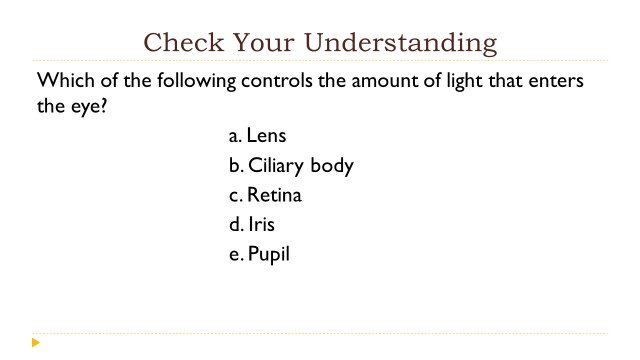 Check Your Understanding
Which of the following controls the amount of light that enters
the eye?
a. Lens
b. Ciliary body
c. Retina
d. Iris
e. Pupil